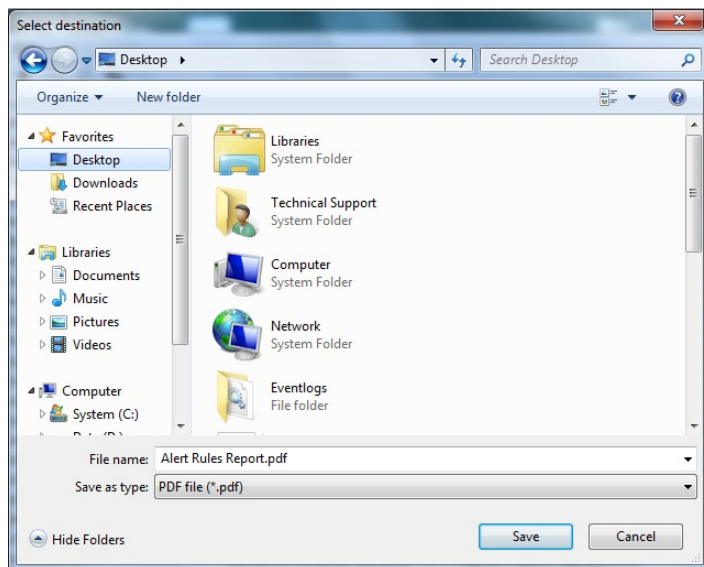 Select destination
Desktop
Search Desktop
Organize
New folder
Favorites
Desktop
Downloads
Recent Places
Libraries
Documents
Music
Pictures
Videos
Computer
System (C:)
Libraries
System Folder
Technical Support
System Folder
Computer
System Folder
Network
System Folder
Eventlogs
File folder
File name: Alert Rules Report.pdf
Save as type: PDF file (*.pdf)
Hide Folders
Save
Cancel